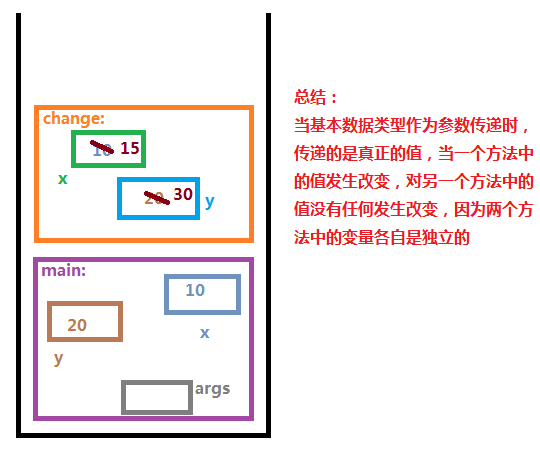 change:
10 15
x
20 30
y
main:
10
x
20
y
args
总结：
当基本数据类型作为参数传递时，
传递的是真正的值，当一个方法中
的值发生改变，对另一个方法中的
值没有任何发生改变，因为两个方
法中的变量各自是独立的